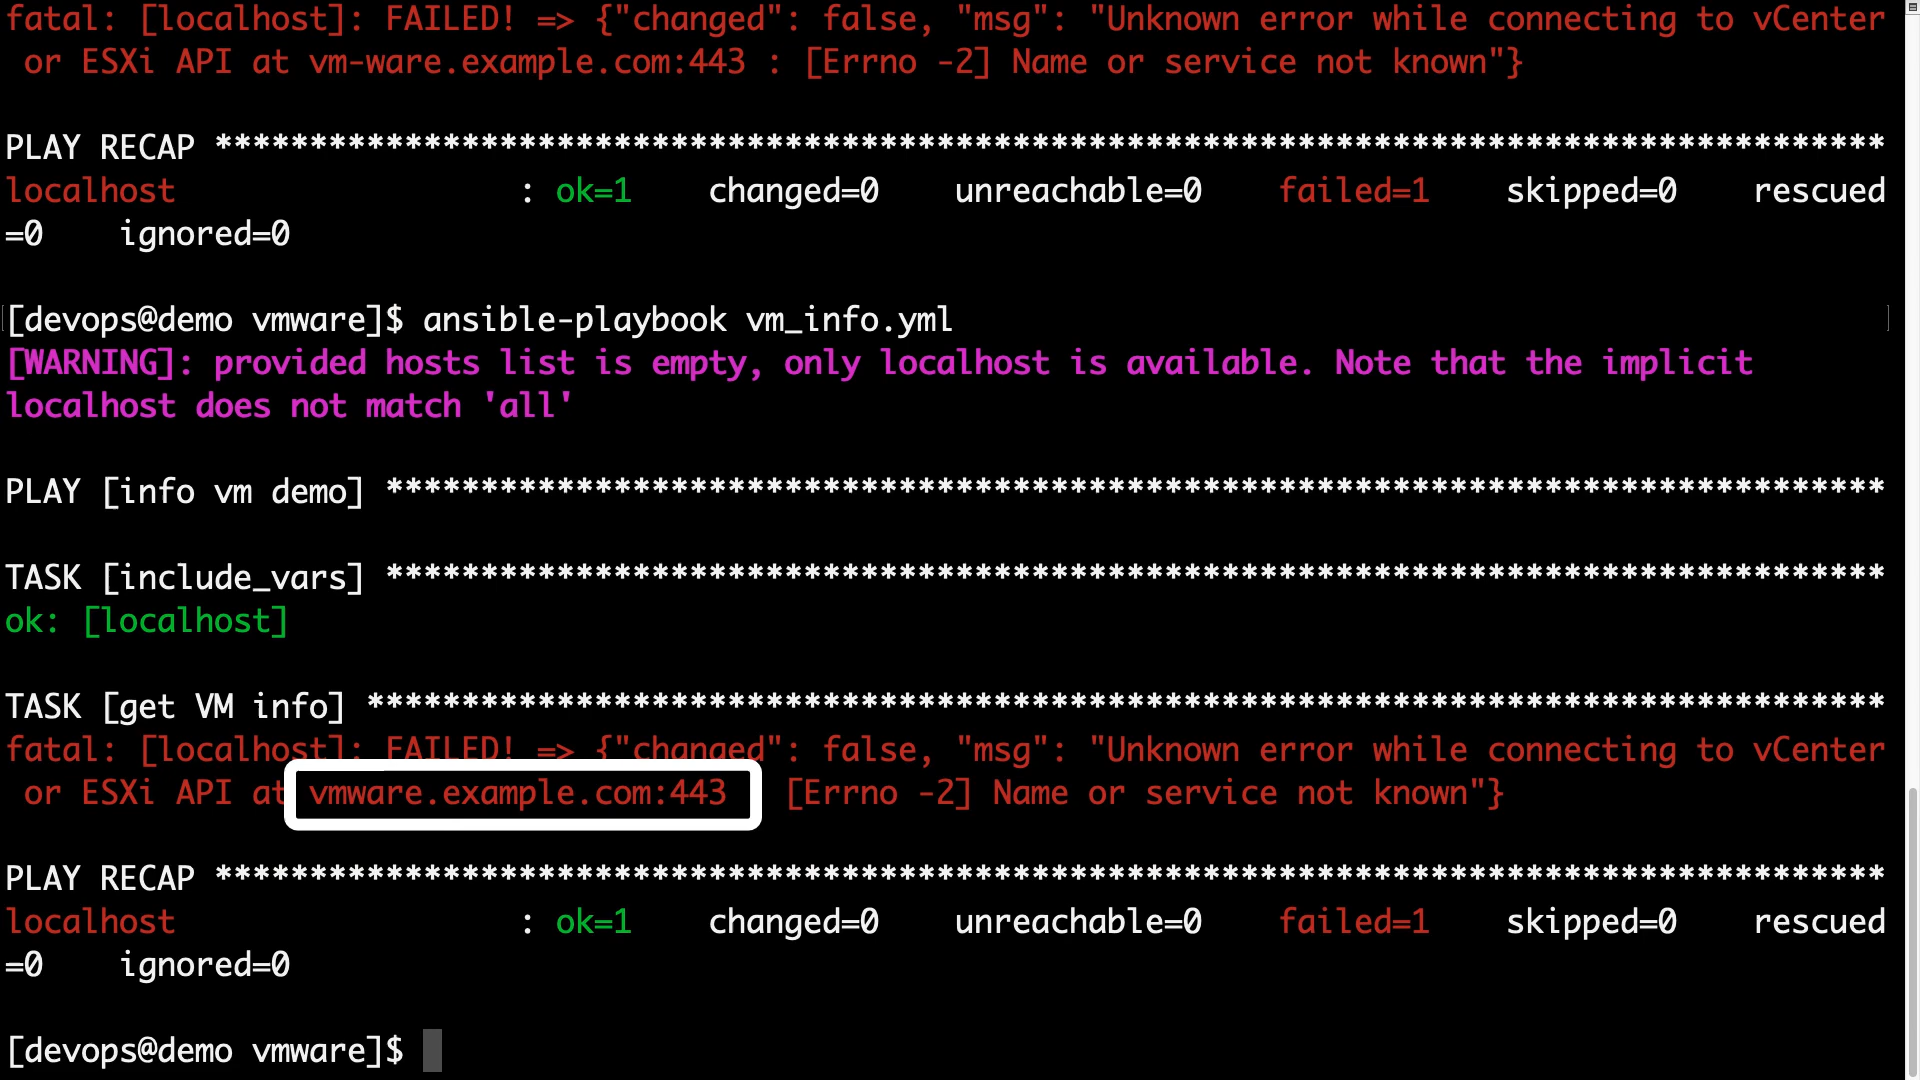 fatal: [localhost]: FAILED! => {"changed": false, "msg": "Unknown error while connecting to vCenter
or ESXi API at vm-ware.example.com:443 : [Errno -2] Name or service not known"}
PLAY RECAP ****************************************************************************************
localhost : ok=1 changed=0 unreachable=0 failed=1 skipped=0 rescued
=0 ignored=0
[devops@demo vmware]$ ansible-playbook vm_info.yml
[WARNING]: provided hosts list is empty, only localhost is available. Note that the implicit
localhost does not match 'all'
PLAY [info vm demo] *******************************************************************************
TASK [include_vars] *******************************************************************************
ok: [localhost]
TASK [get VM info] ********************************************************************************
fatal: [localhost]: FAILED! => {"changed": false, "msg": "Unknown error while connecting to vCenter
or ESXi API at vmware.example.com:443 [Errno -2] Name or service not known"}
PLAY RECAP ****************************************************************************************
localhost : ok=1 changed=0 unreachable=0 failed=1 skipped=0 rescued
=0 ignored=0
[devops@demo vmware]$